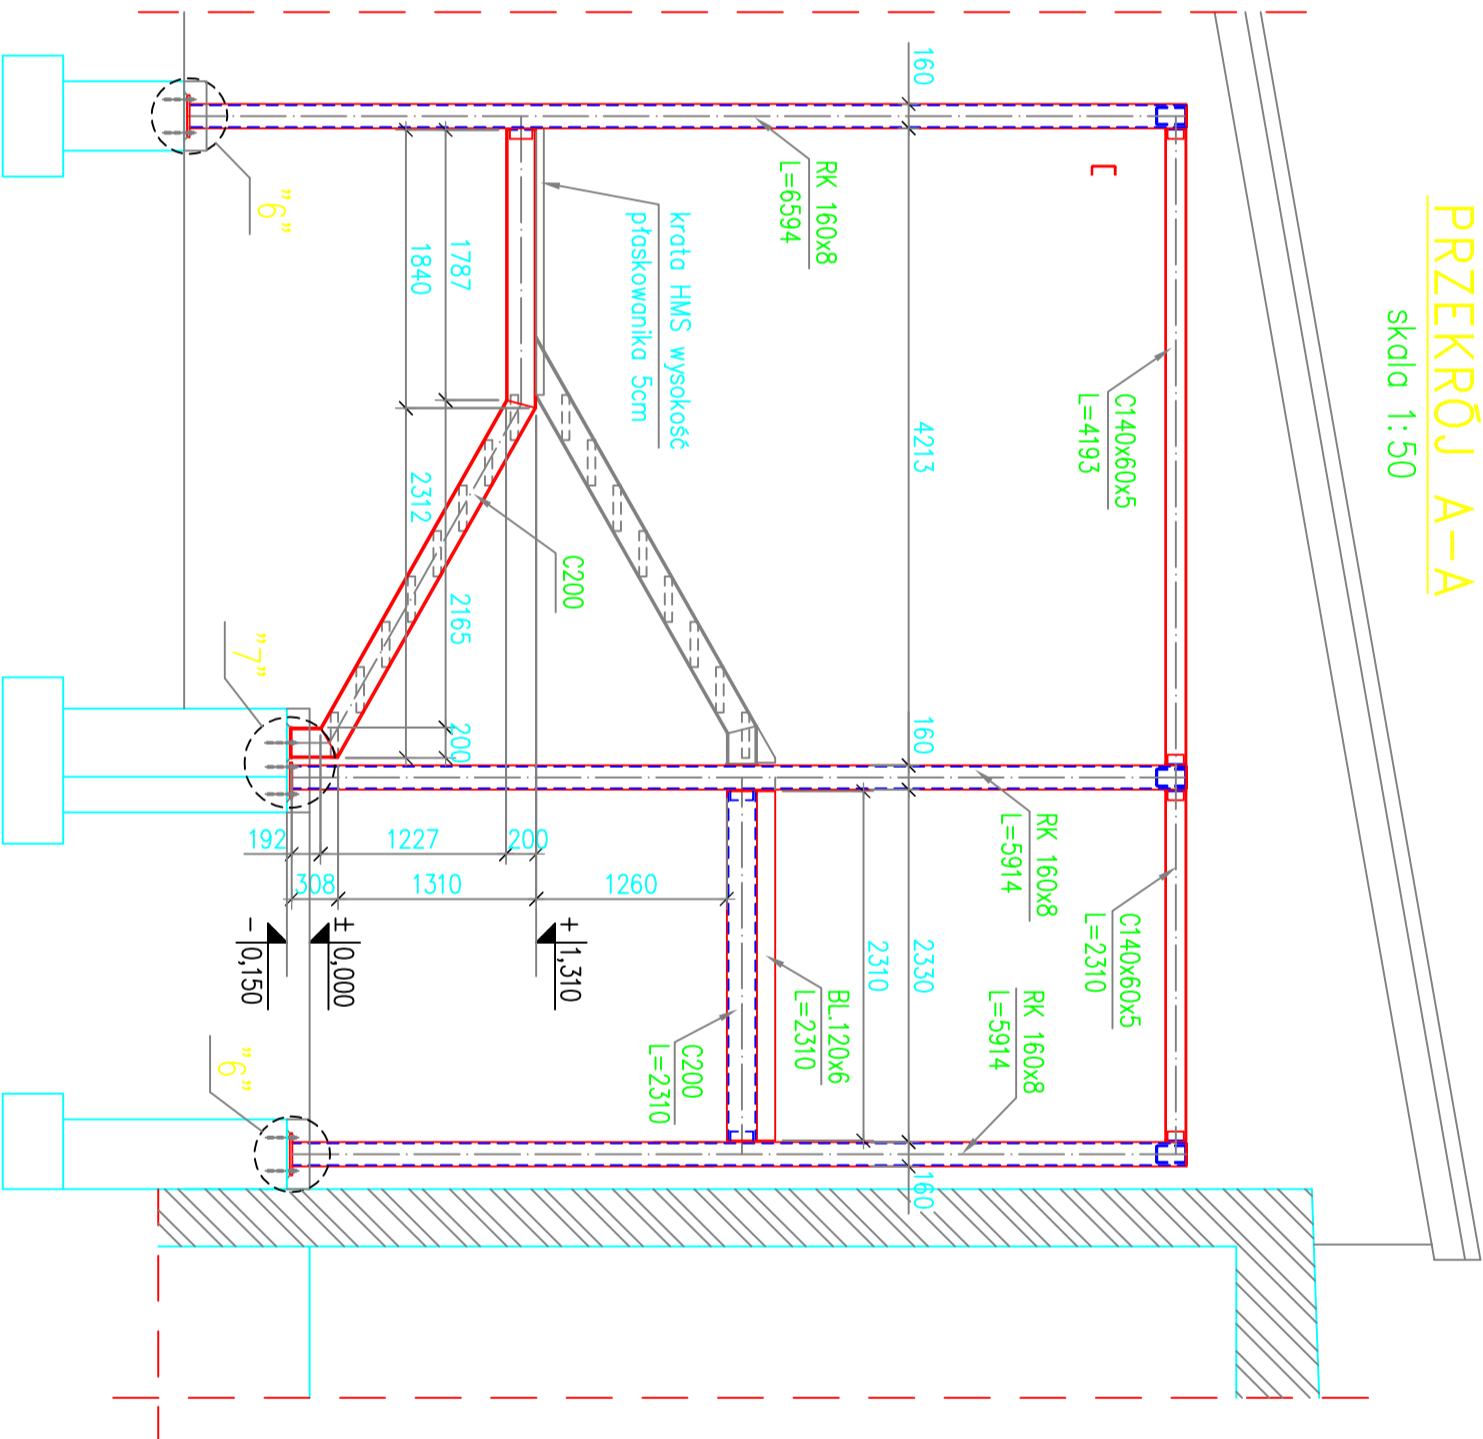 PRZEKRÓJ A-A
skala 1:50
C140x60x5
L=4193
C140x60x5
L=2310
160
4213
160
2330
160
RK 160x8
L=6594
RK 160x8
L=5914
RK 160x8
L=5914
2310
BL.120x6
L=2310
C200
L=2310
krata HMS wysokość
płaskowanika 5cm
C200
1787
2165
200
1840
2312
+1,310
±0,000
-0,150
200
1227
192
1260
1310
308
"6"
"7"
"6"